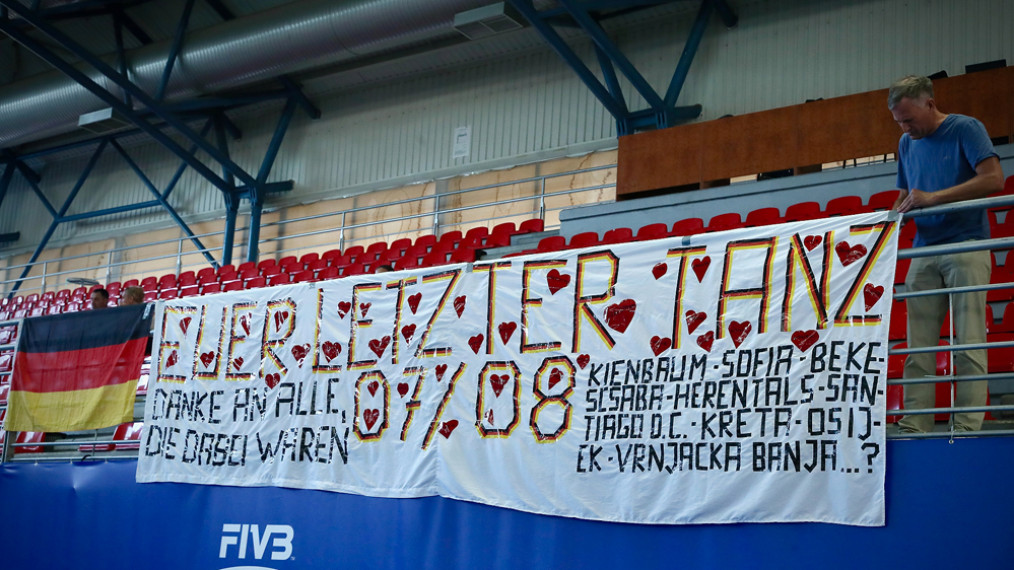 EUER LETZTER TANZ
DANKE AN ALLE,
DIE DABEI WAREN
07/08
KIENBAUM-SOFIA-BEKE-
SCSABA-HERENTALS-SAN-
TIAGO D.C.-KRETA-OSIJ-
EK-VRNJACKA BANJA...?
FIVB